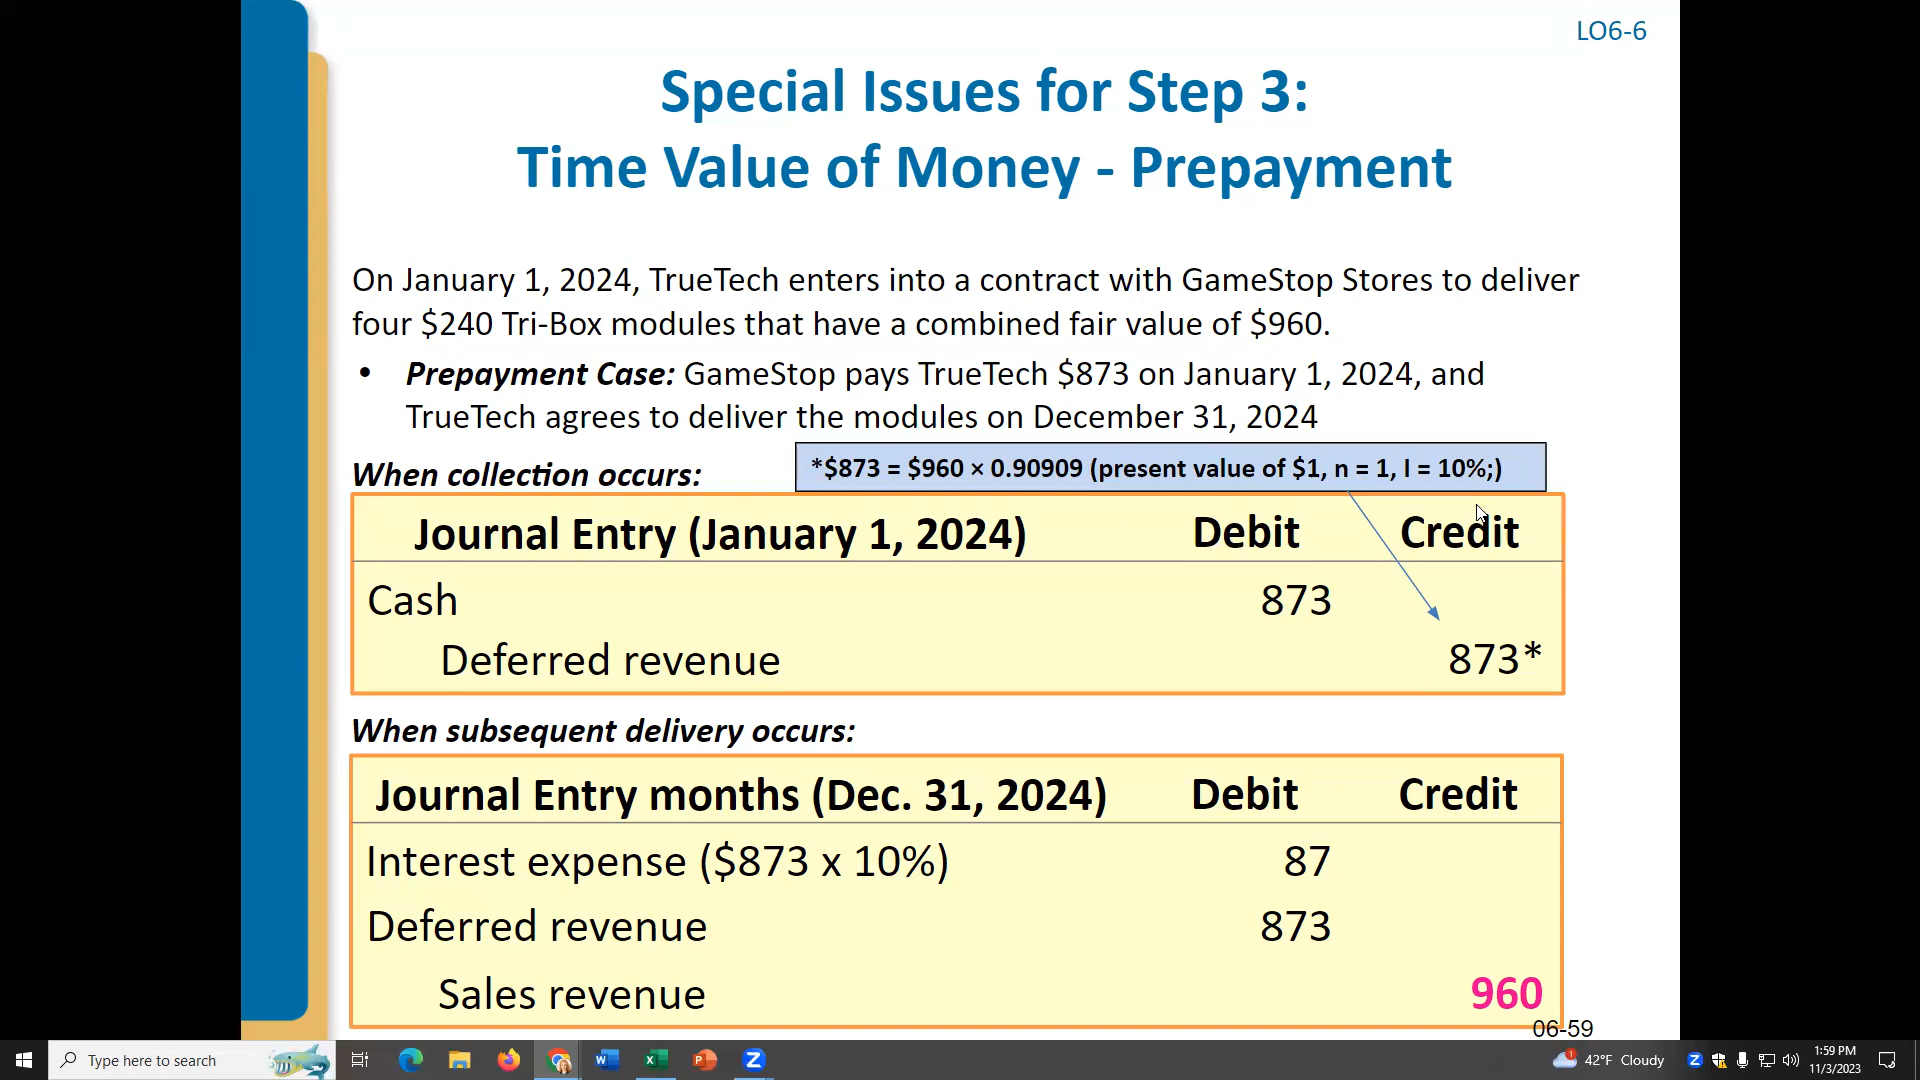 LO6-6
Special Issues for Step 3:
Time Value of Money - Prepayment
On January 1, 2024, TrueTech enters into a contract with GameStop Stores to deliver
four $240 Tri-Box modules that have a combined fair value of $960.
• Prepayment Case: GameStop pays TrueTech $873 on January 1, 2024, and
TrueTech agrees to deliver the modules on December 31, 2024
When collection occurs:
*$873 = $960 × 0.90909 (present value of $1, n = 1, I = 10%;)
Journal Entry (January 1, 2024) Debit Credit
Cash 873
Deferred revenue 873*
When subsequent delivery occurs:
Journal Entry months (Dec. 31, 2024) Debit Credit
Interest expense ($873 x 10%) 87
Deferred revenue 873
Sales revenue 960
06-59
Type here to search
42°F Cloudy
1:59 PM
11/3/2023